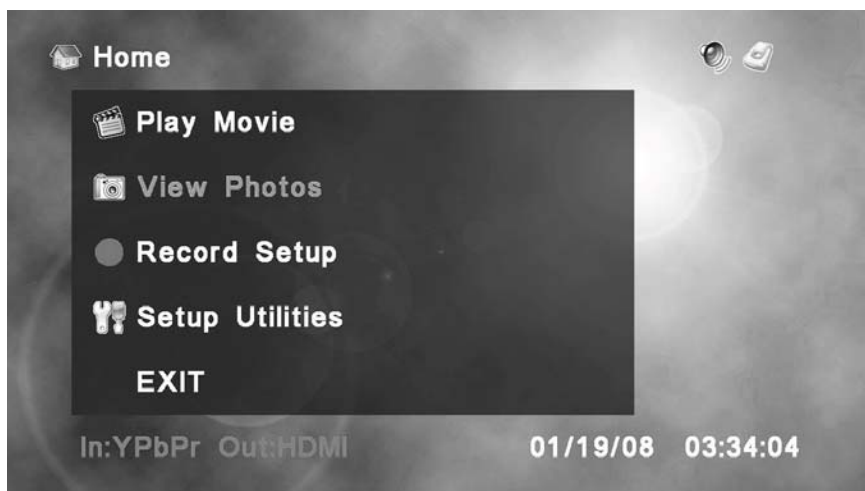 Home
Play Movie
View Photos
Record Setup
Setup Utilities
EXIT
In:YPbPr Out:HDMI 01/19/08 03:34:04